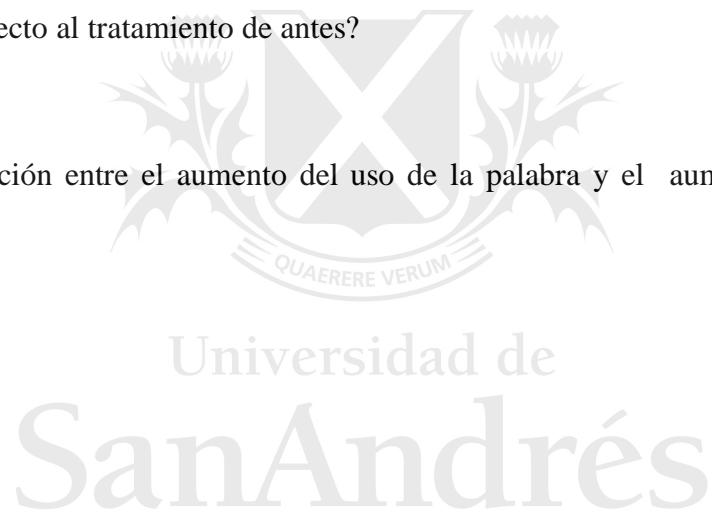 ecto al tratamiento de antes?
ción entre el aumento del uso de la palabra y el aun
QUAERERE VERUM
Universidad de
SanAndrés